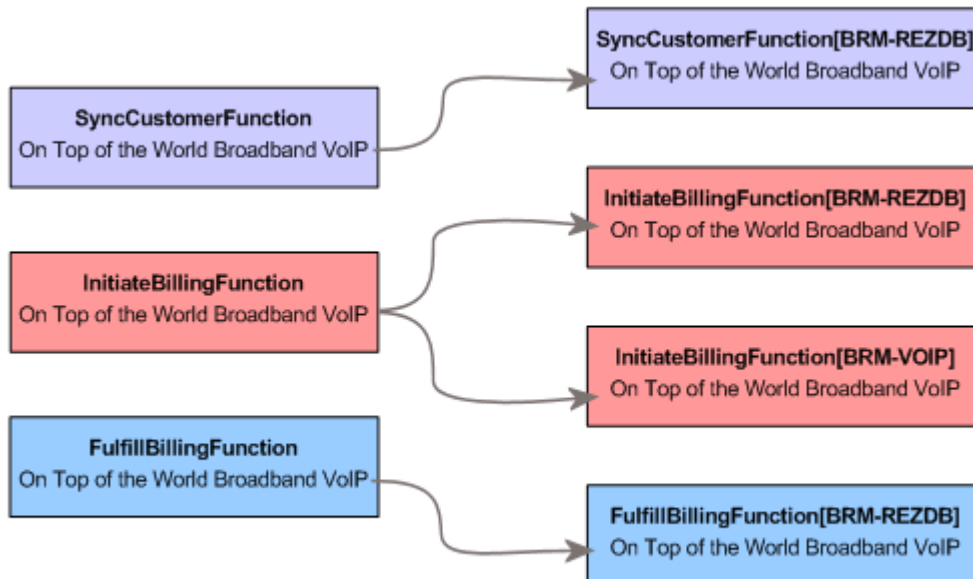 SyncCustomerFunction
On Top of the World Broadband VoIP
InitiateBillingFunction
On Top of the World Broadband VoIP
FulfillBillingFunction
On Top of the World Broadband VoIP
SyncCustomerFunction[BRM-REZDB]
On Top of the World Broadband VoIP
InitiateBillingFunction[BRM-REZDB]
On Top of the World Broadband VoIP
InitiateBillingFunction[BRM-VOIP]
On Top of the World Broadband VoIP
FulfillBillingFunction[BRM-REZDB]
On Top of the World Broadband VoIP